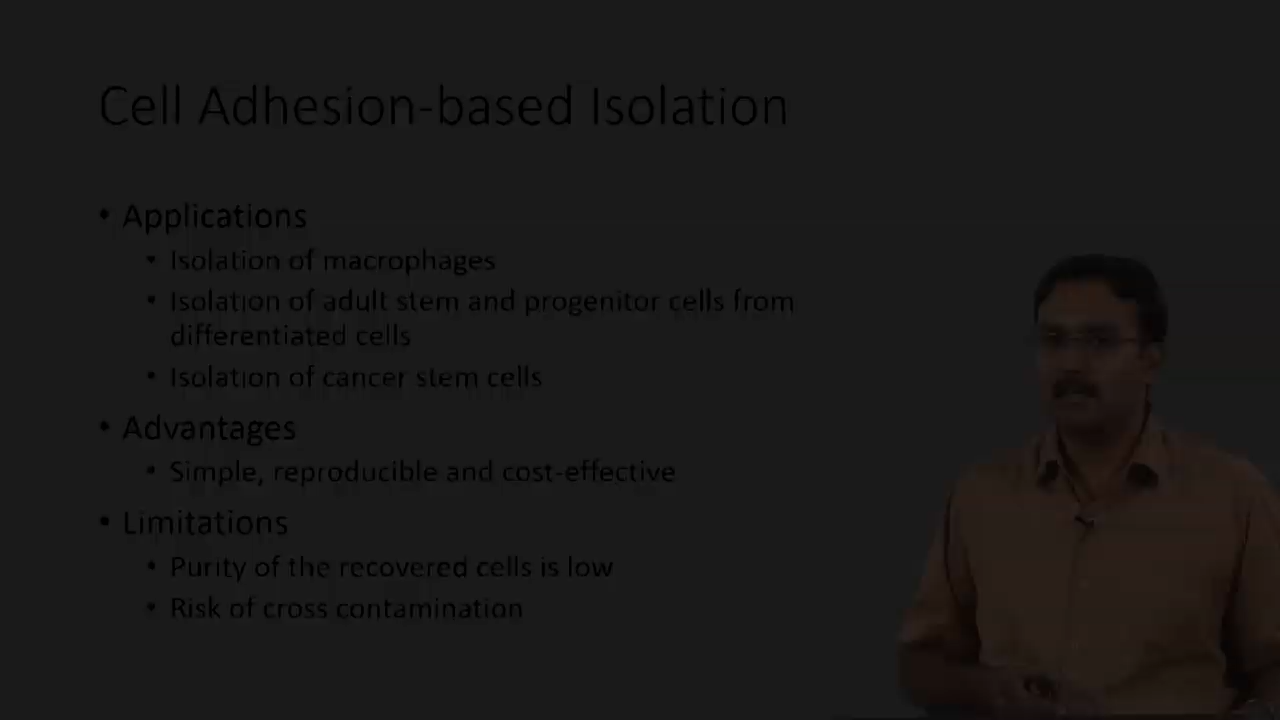 Cell Adhesion-based Isolation
• Applications
• Isolation of macrophages
• Isolation of adult stem and progenitor cells from
differentiated cells
• Isolation of cancer stem cells
• Advantages
• Simple, reproducible and cost-effective
• Limitations
• Purity of the recovered cells is low
• Risk of cross contamination